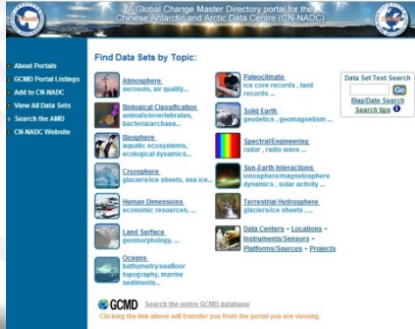 A Global Change Master Directory portal for the
Chinese Antarctic and Arctic Data Centre (CN-NADC)
About Portals
GCMD Portal Listings
Add to CN-NADC
View All Data Sets
Search the AMD
CN-NADC Website
Find Data Sets by Topic:
Atmosphere
aerosols, air quality...
Biological Classification
animals/invertebrates,
bacteria/archaea...
Biosphere
aquatic ecosystems,
ecological dynamics...
Cryosphere
glaciers/ice sheets, sea ice...
Human Dimensions
economic resources, ...
Land Surface
geomorphology, ...
Oceans
bathymetry/seafloor
topography, marine
sediments...
Paleoclimate
ice core records , land
records ...
Solid Earth
geodetics , geomagnetism ...
Spectral/Engineering
radar , radio wave ...
Sun-Earth Interactions
ionosphere/magnetosphere
dynamics , solar activity ...
Terrestrial Hydrosphere
glaciers/ice sheets , ...
Data Centers - Locations -
Instruments/Sensors -
Platforms/Sources - Projects
Data Set Text Search
Go
Map/Date Search
Search tips
GCMD Search the entire GCMD database
Clicking the link above will transfer you from the portal you are viewing.